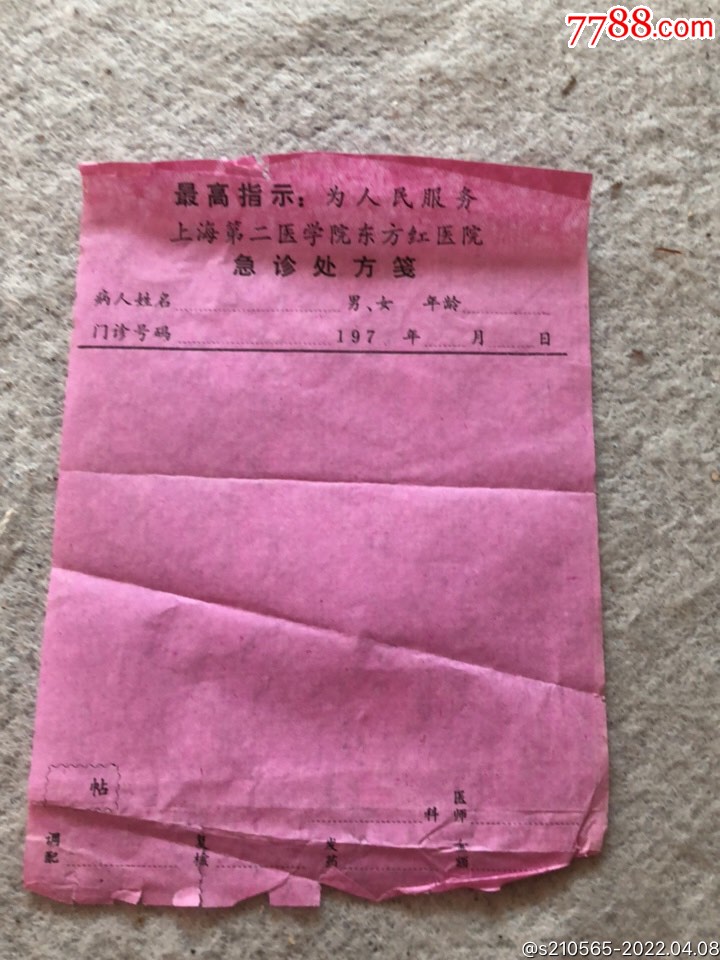 7788.com
最高指示：为人民服务
上海第二医学院东方红医院
急诊处方笺
病人姓名 男、女 年龄
门诊号码 197 年 月 日
帖
科 医师
调配 复核 发药
@s210565-2022.04.08